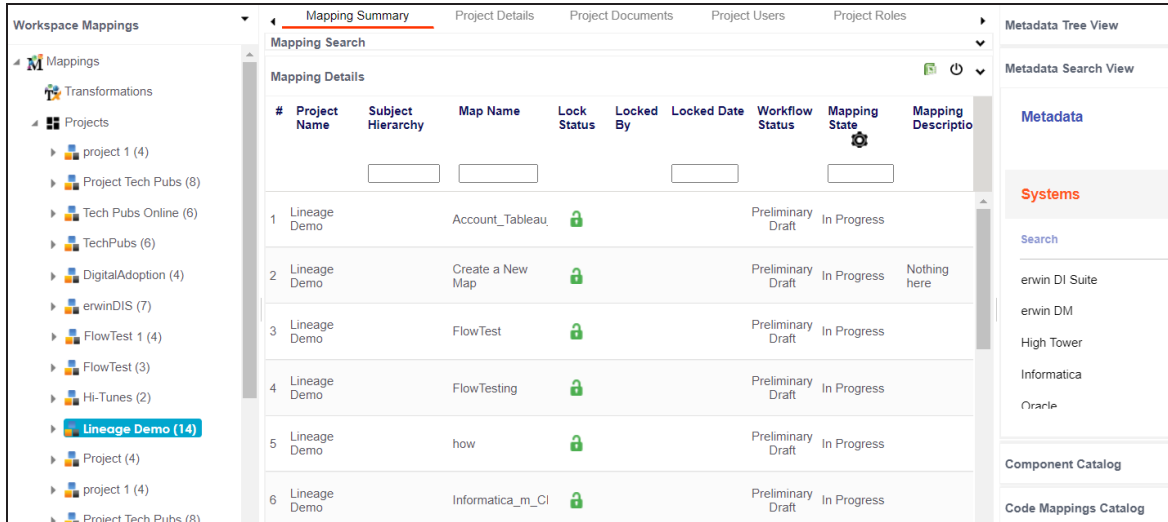 Workspace Mappings
Mappings
Transformations
Projects
project 1 (4)
Project Tech Pubs (8)
Tech Pubs Online (6)
TechPubs (6)
DigitalAdoption (4)
erwinDIS (7)
FlowTest 1 (4)
FlowTest (3)
Hi-Tunes (2)
Lineage Demo (14)
Project (4)
project 1 (4)
Project Tech Pubs (8)
Mapping Summary Project Details Project Documents Project Users Project Roles
Mapping Search
Mapping Details
# Project Subject Map Name Lock Locked Locked Date Workflow Mapping Mapping
Name Hierarchy Status By Status State Descriptio
1 Lineage Demo Account_Tableau_ Preliminary Draft In Progress
2 Lineage Demo Create a New Map Preliminary Draft In Progress Nothing here
3 Lineage Demo FlowTest Preliminary Draft In Progress
4 Lineage Demo FlowTesting Preliminary Draft In Progress
5 Lineage Demo how Preliminary Draft In Progress
6 Lineage Demo Informatica_m_Cl Preliminary Draft In Progress
Metadata Tree View
Metadata Search View
Metadata
Systems
Search
erwin DI Suite
erwin DM
High Tower
Informatica
Oracle
Component Catalog
Code Mappings Catalog